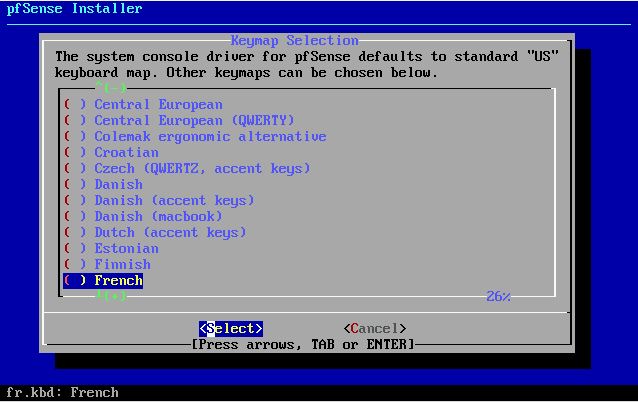 pfSense Installer
Keymap Selection
The system console driver for pfSense defaults to standard "US"
keyboard map. Other keymaps can be chosen below.
^(-)
( ) Central European
( ) Central European (QWERTY)
( ) Colemak ergonomic alternative
( ) Croatian
( ) Czech (QWERTZ, accent keys)
( ) Danish
( ) Danish (accent keys)
( ) Danish (macbook)
( ) Dutch (accent keys)
( ) Estonian
( ) Finnish
( ) French
v(+) 26%
<Select> <Cancel>
[Press arrows, TAB or ENTER]
fr.kbd: French